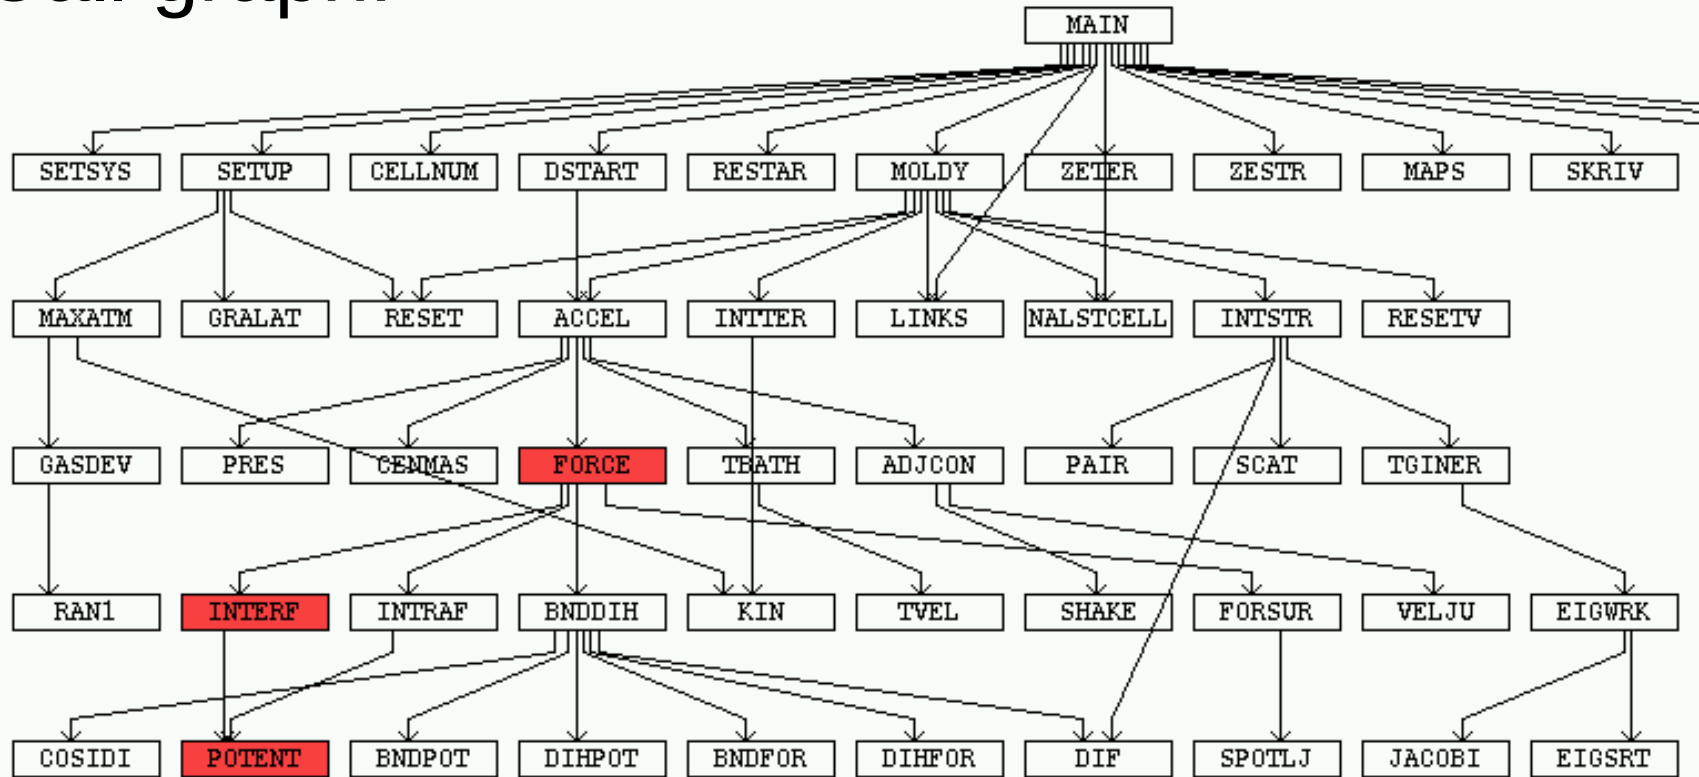 Call graph:
MAIN
SETSYS SETUP CELLNUM DSTART RESTAR MOLDY ZETER ZESTR MAPS SKRIV
MAXATM GRALAT RESET ACCEL INTTER LINKS NALSTCELL INTSTR RESETV
GASDEV PRES CENMAS FORCE TBATH ADJCON PAIR SCAT TGINER
RAN1 INTERF INTRAF BNDDIH KIN TVEL SHAKE FORSUR VELJU EIGWRK
COSIDI POTENT BNDPOT DIHPOT BNDFOR DIHFOR DIF SPOTLJ JACOBI EIGSRT